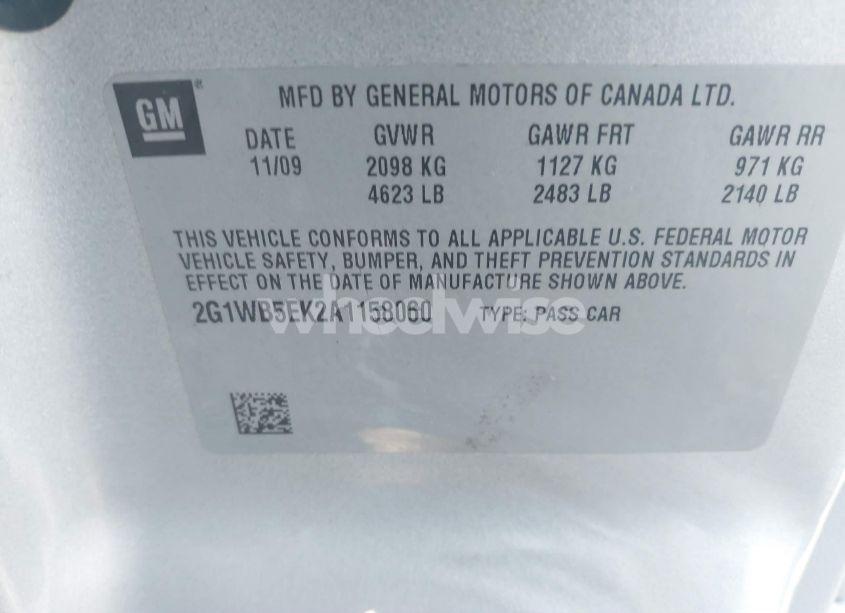 GM®
MFD BY GENERAL MOTORS OF CANADA LTD.
DATE GVWR GAWR FRT GAWR RR
11/09 2098 KG 1127 KG 971 KG
4623 LB 2483 LB 2140 LB
THIS VEHICLE CONFORMS TO ALL APPLICABLE U.S. FEDERAL MOTOR
VEHICLE SAFETY, BUMPER, AND THEFT PREVENTION STANDARDS IN
EFFECT ON THE DATE OF MANUFACTURE SHOWN ABOVE.
2G1WB5EK2A1158060 TYPE: PASS CAR
wheelwise